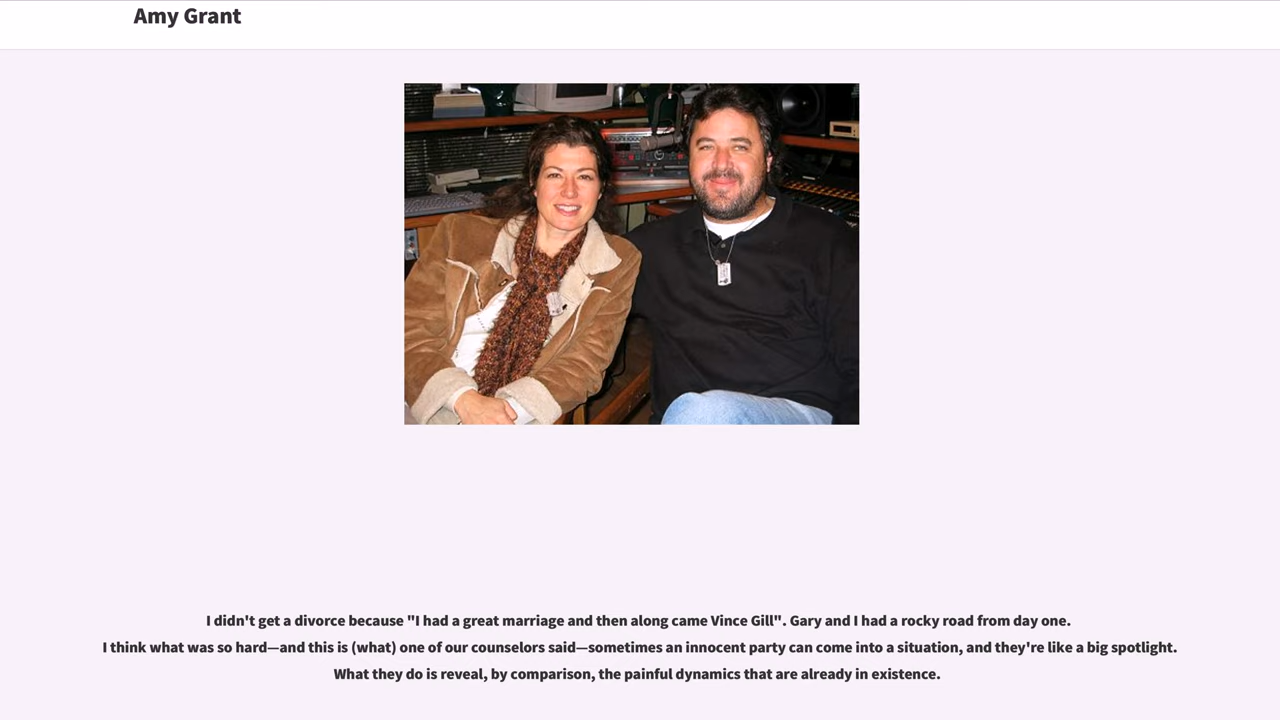 Amy Grant
I didn't get a divorce because "I had a great marriage and then along came Vince Gill". Gary and I had a rocky road from day one.
I think what was so hard—and this is (what) one of our counselors said—sometimes an innocent party can come into a situation, and they're like a big spotlight.
What they do is reveal, by comparison, the painful dynamics that are already in existence.